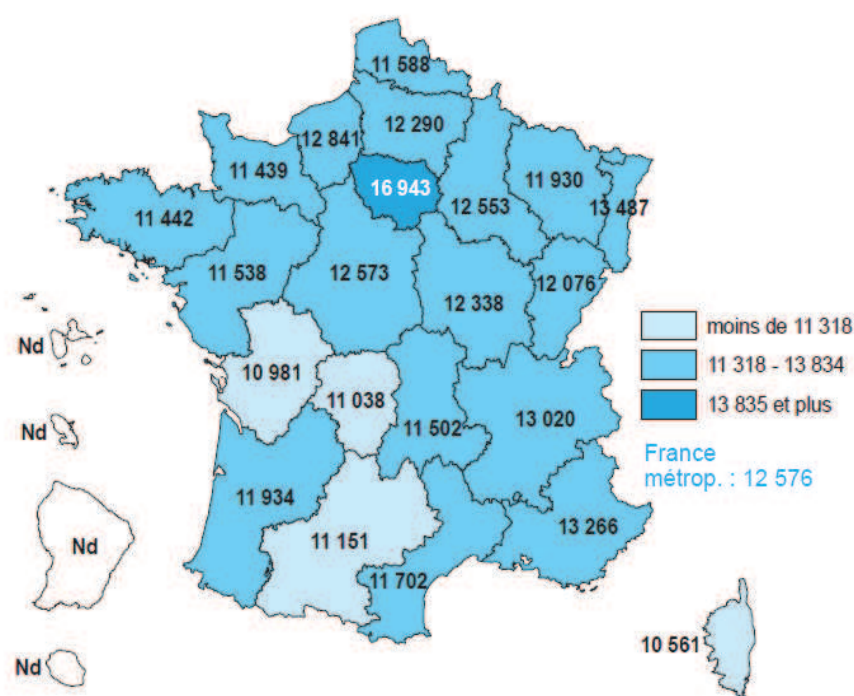 11 588
12 290
12 841
11 439
16 943
11 930
12 553
13 487
11 442
11 538
12 573
12 338
12 076
moins de 11 318
11 318 - 13 834
13 835 et plus
Nd
10 981
11 038
11 502
13 020
Nd
France
métrop. : 12 576
11 934
13 266
11 151
Nd
11 702
10 561
Nd